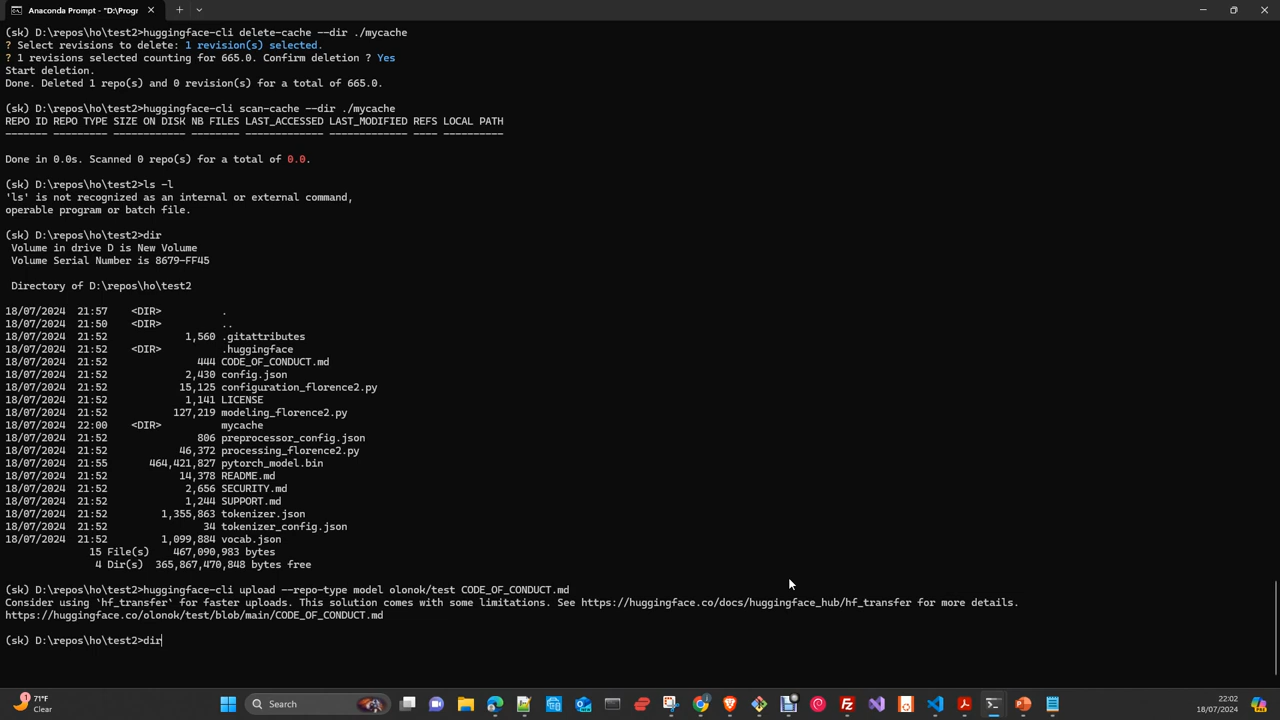 Anaconda Prompt - "D:\Progr
(sk) D:\repos\ho\test2>huggingface-cli delete-cache --dir ./mycache
? Select revisions to delete: 1 revision(s) selected.
? 1 revisions selected counting for 665.0. Confirm deletion ? Yes
Start deletion.
Done. Deleted 1 repo(s) and 0 revision(s) for a total of 665.0.
(sk) D:\repos\ho\test2>huggingface-cli scan-cache --dir ./mycache
REPO ID REPO TYPE SIZE ON DISK NB FILES LAST_ACCESSED LAST_MODIFIED REFS LOCAL PATH
------- --------- ------------ -------- ------------- ------------- ---- ----------
Done in 0.0s. Scanned 0 repo(s) for a total of 0.0.
(sk) D:\repos\ho\test2>ls -l
'ls' is not recognized as an internal or external command,
operable program or batch file.
(sk) D:\repos\ho\test2>dir
Volume in drive D is New Volume
Volume Serial Number is 8679-FF45
Directory of D:\repos\ho\test2
18/07/2024 21:57 <DIR> .
18/07/2024 21:50 <DIR> ..
18/07/2024 21:52 1,560 .gitattributes
18/07/2024 21:52 <DIR> .huggingface
18/07/2024 21:52 444 CODE_OF_CONDUCT.md
18/07/2024 21:52 2,430 config.json
18/07/2024 21:52 15,125 configuration_florence2.py
18/07/2024 21:52 1,141 LICENSE
18/07/2024 21:52 127,219 modeling_florence2.py
18/07/2024 22:00 <DIR> mycache
18/07/2024 21:52 806 preprocessor_config.json
18/07/2024 21:52 46,372 processing_florence2.py
18/07/2024 21:55 464,421,827 pytorch_model.bin
18/07/2024 21:52 14,378 README.md
18/07/2024 21:52 2,656 SECURITY.md
18/07/2024 21:52 1,244 SUPPORT.md
18/07/2024 21:52 1,355,863 tokenizer.json
18/07/2024 21:52 34 tokenizer_config.json
18/07/2024 21:52 1,099,884 vocab.json
15 File(s) 467,090,983 bytes
4 Dir(s) 365,867,470,848 bytes free
(sk) D:\repos\ho\test2>huggingface-cli upload --repo-type model olonok/test CODE_OF_CONDUCT.md
Consider using `hf_transfer` for faster uploads. This solution comes with some limitations. See https://huggingface.co/docs/huggingface_hub/hf_transfer for more details.
https://huggingface.co/olonok/test/blob/main/CODE_OF_CONDUCT.md
(sk) D:\repos\ho\test2>dir
1
71°F
Clear
Search
22:02
18/07/2024